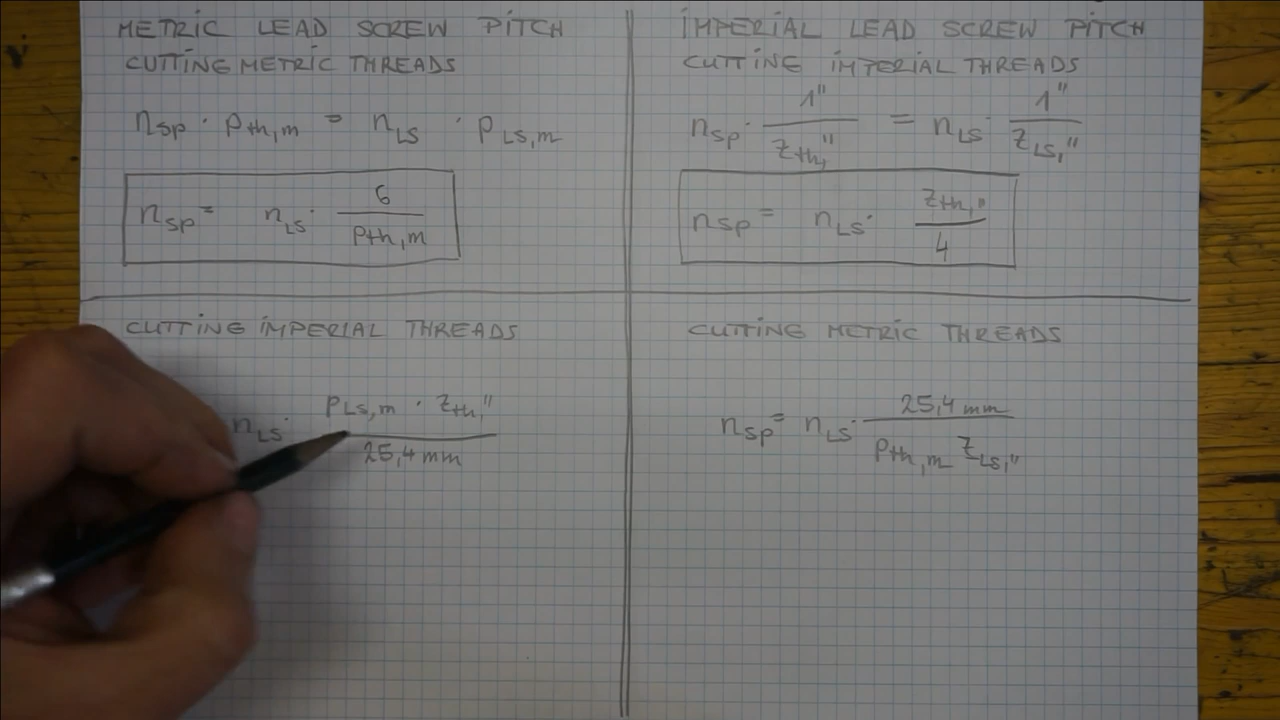 METRIC LEAD SCREW PITCH
CUTTING METRIC THREADS
nsp · Pth,m = nLS · PLS,m
nsp = nLS · 6 / Pth,m
IMPERIAL LEAD SCREW PITCH
CUTTING IMPERIAL THREADS
nsp · 1" / Zth," = nLS · 1" / ZLS,"
nsp = nLS · Zth," / 4
CUTTING IMPERIAL THREADS
nLS · PLS,m · Zth," / 25,4 mm
CUTTING METRIC THREADS
nsp = nLS · 25,4 mm / Pth,m ZLS,"